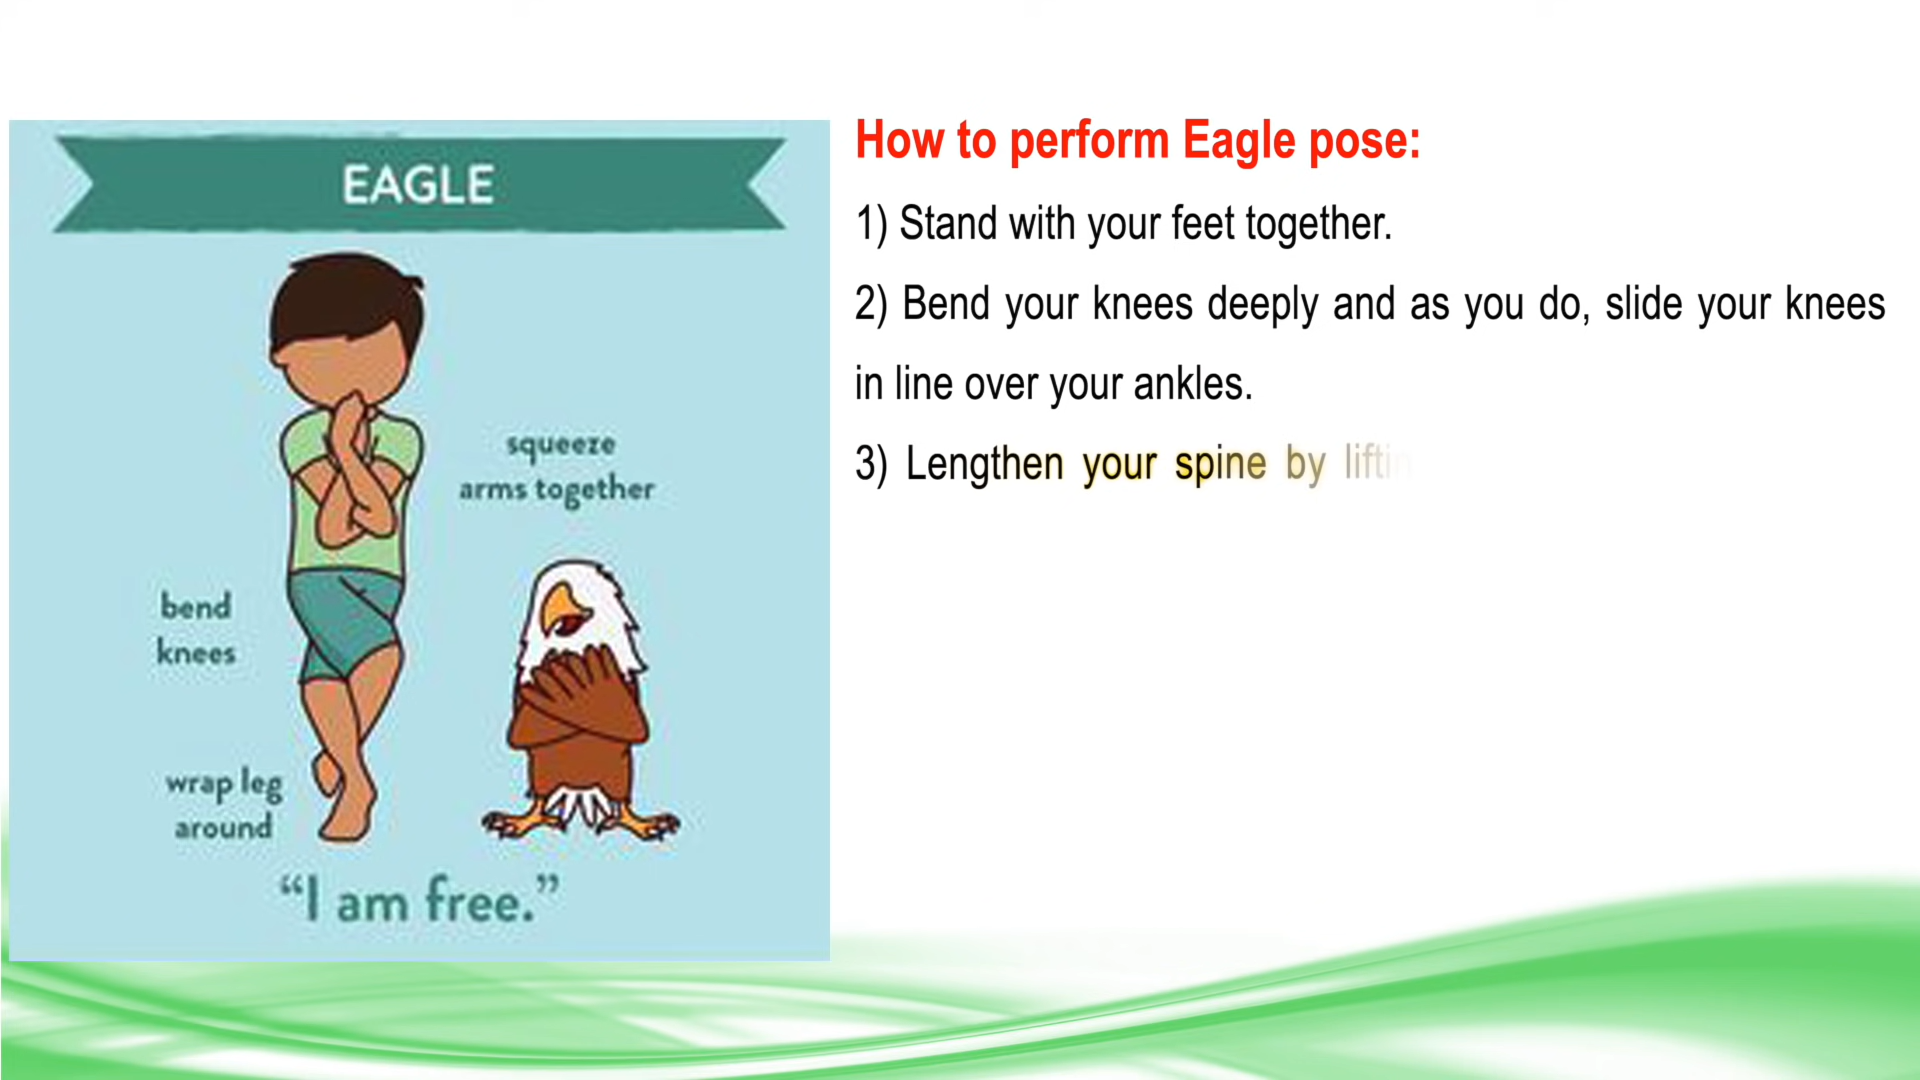 EAGLE
squeeze
arms together
bend
knees
wrap leg
around
“I am free.”
How to perform Eagle pose:
1) Stand with your feet together.
2) Bend your knees deeply and as you do, slide your knees
in line over your ankles.
3) Lengthen your spine by